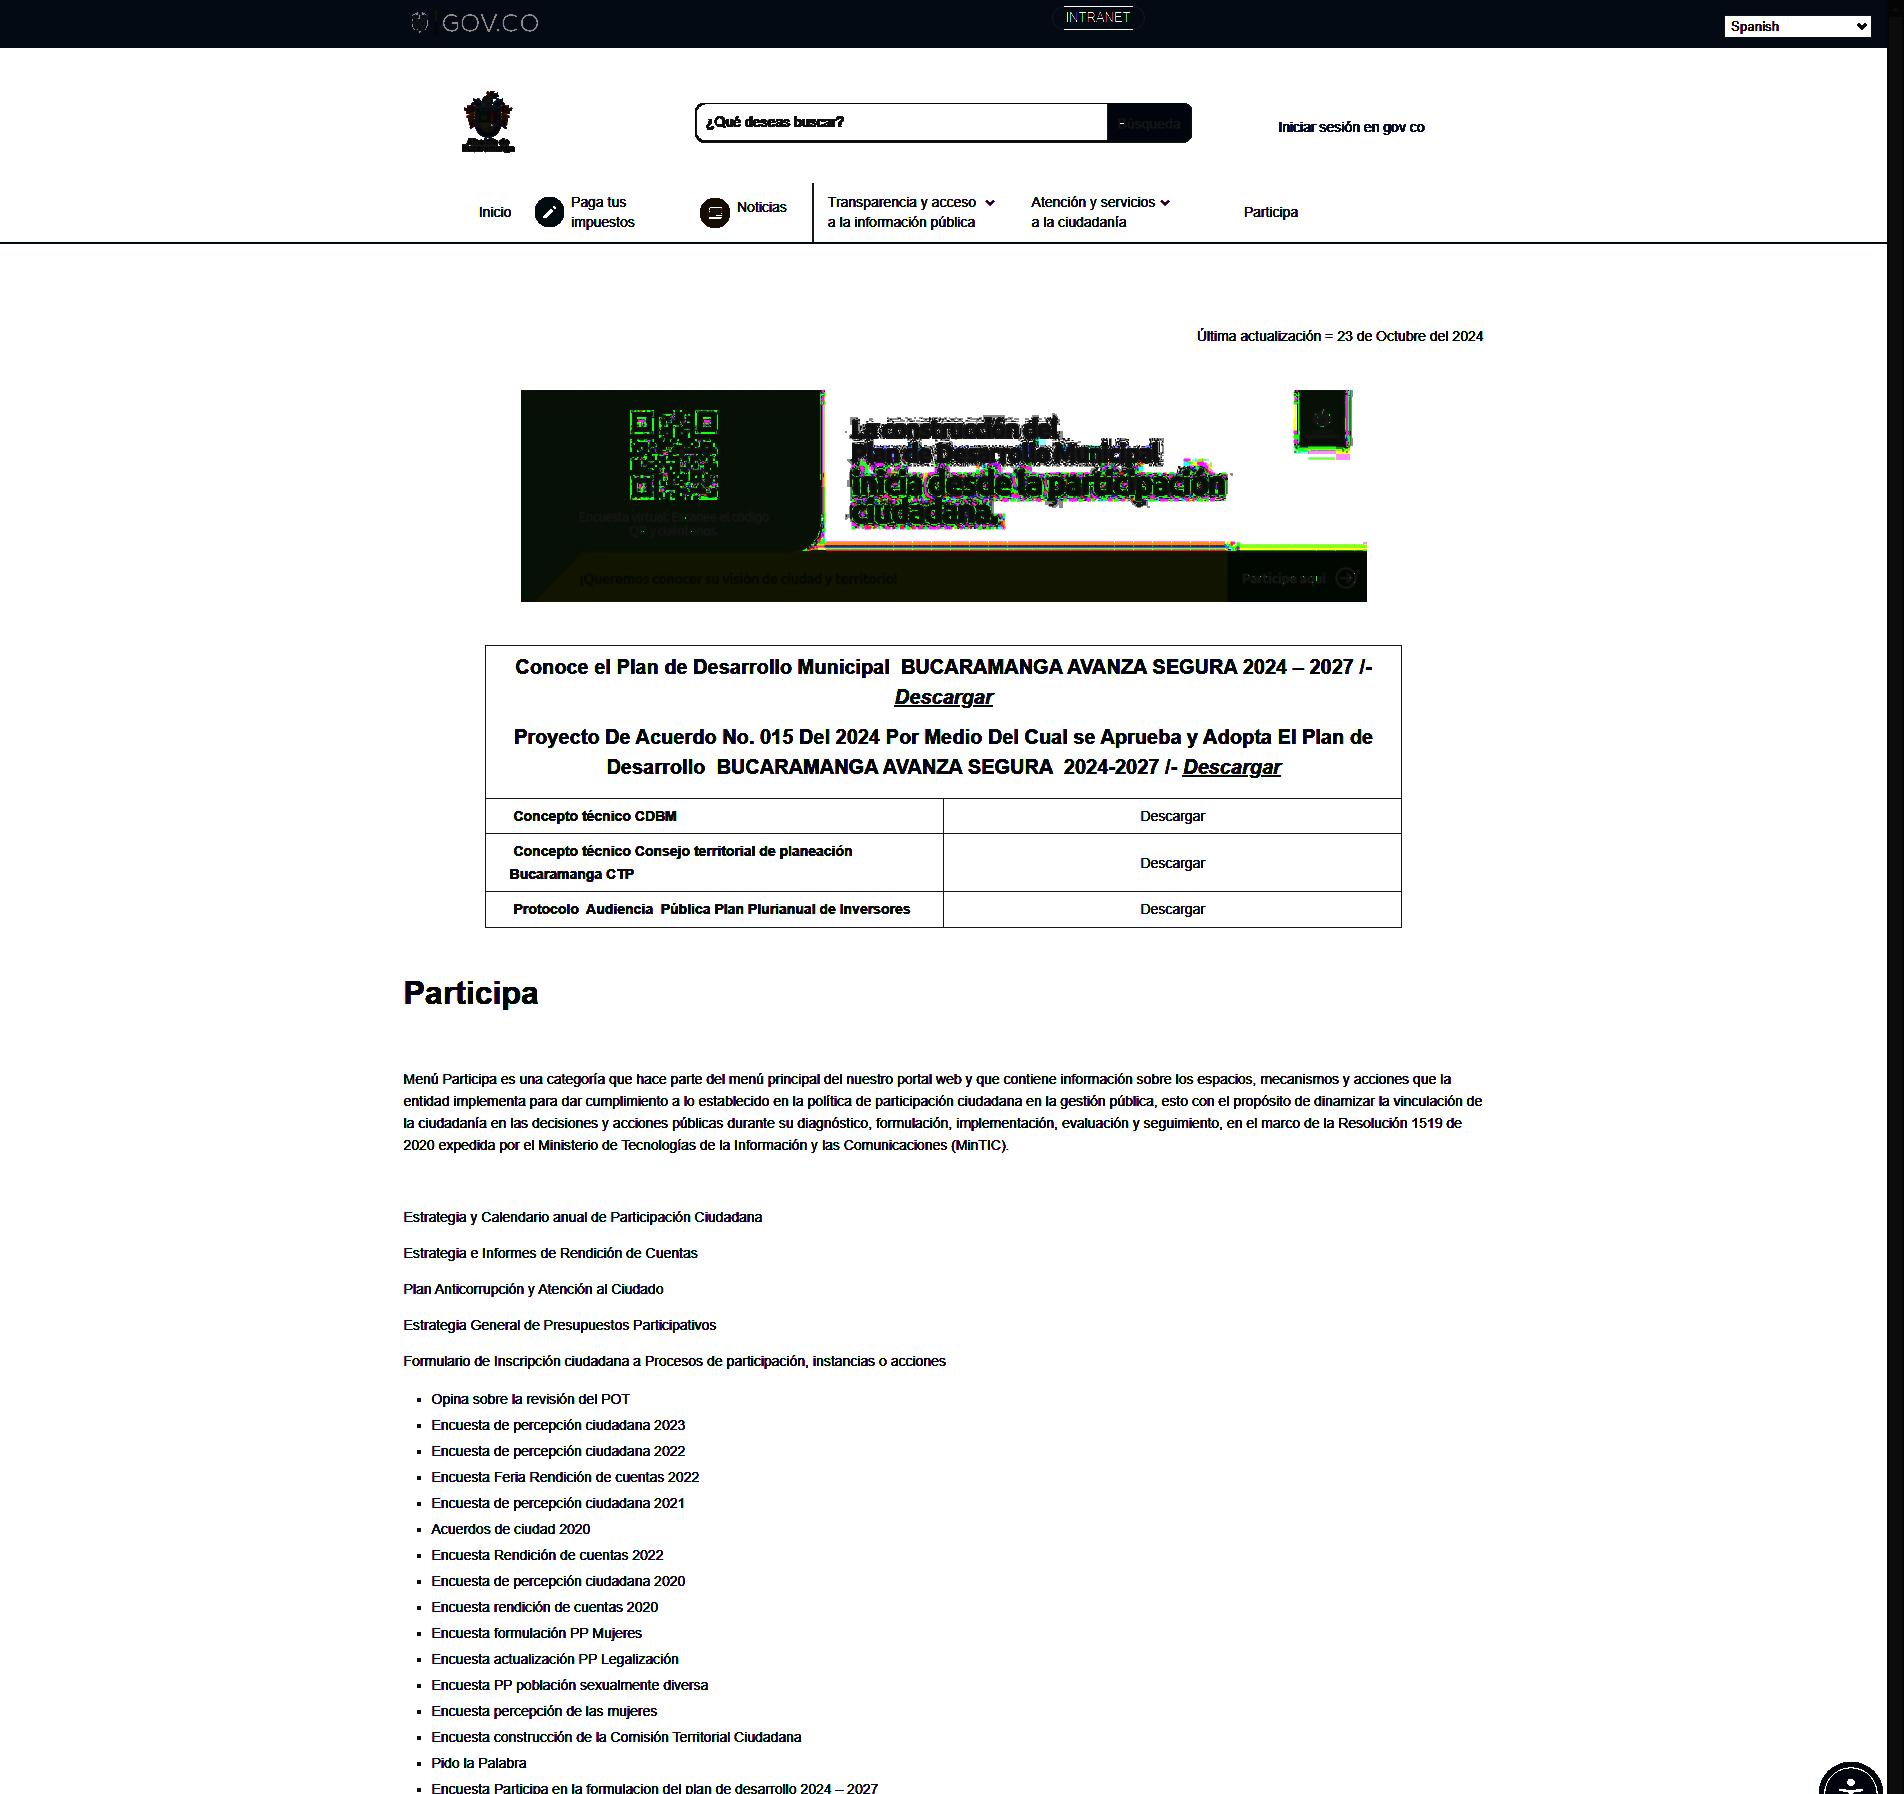 GOV.CO
INTRANET
Spanish
¿Qué deseas buscar?
Búsqueda
Iniciar sesión en gov co
Inicio
Paga tus
impuestos
Noticias
Transparencia y acceso
a la información pública
Atención y servicios
a la ciudadanía
Participa
Última actualización = 23 de Octubre del 2024
La construcción del
Plan de Desarrollo Municipal
inicia desde la participación
ciudadana.
Encuesta virtual. Escanee el código
QR y cuéntanos.
¡Queremos conocer su visión de ciudad y territorio!
Participe aquí
Conoce el Plan de Desarrollo Municipal BUCARAMANGA AVANZA SEGURA 2024 – 2027 /-
Descargar
Proyecto De Acuerdo No. 015 Del 2024 Por Medio Del Cual se Aprueba y Adopta El Plan de
Desarrollo BUCARAMANGA AVANZA SEGURA 2024-2027 /- Descargar
Concepto técnico CDBM
Descargar
Concepto técnico Consejo territorial de planeación
Bucaramanga CTP
Descargar
Protocolo Audiencia Pública Plan Plurianual de Inversores
Descargar
Participa
Menú Participa es una categoría que hace parte del menú principal del nuestro portal web y que contiene información sobre los espacios, mecanismos y acciones que la
entidad implementa para dar cumplimiento a lo establecido en la política de participación ciudadana en la gestión pública, esto con el propósito de dinamizar la vinculación de
la ciudadanía en las decisiones y acciones públicas durante su diagnóstico, formulación, implementación, evaluación y seguimiento, en el marco de la Resolución 1519 de
2020 expedida por el Ministerio de Tecnologías de la Información y las Comunicaciones (MinTIC).
Estrategia y Calendario anual de Participación Ciudadana
Estrategia e Informes de Rendición de Cuentas
Plan Anticorrupción y Atención al Ciudado
Estrategia General de Presupuestos Participativos
Formulario de Inscripción ciudadana a Procesos de participación, instancias o acciones
Opina sobre la revisión del POT
Encuesta de percepción ciudadana 2023
Encuesta de percepción ciudadana 2022
Encuesta Feria Rendición de cuentas 2022
Encuesta de percepción ciudadana 2021
Acuerdos de ciudad 2020
Encuesta Rendición de cuentas 2022
Encuesta de percepción ciudadana 2020
Encuesta rendición de cuentas 2020
Encuesta formulación PP Mujeres
Encuesta actualización PP Legalización
Encuesta PP población sexualmente diversa
Encuesta percepción de las mujeres
Encuesta construcción de la Comisión Territorial Ciudadana
Pido la Palabra
Encuesta Participa en la formulacion del plan de desarrollo 2024 – 2027